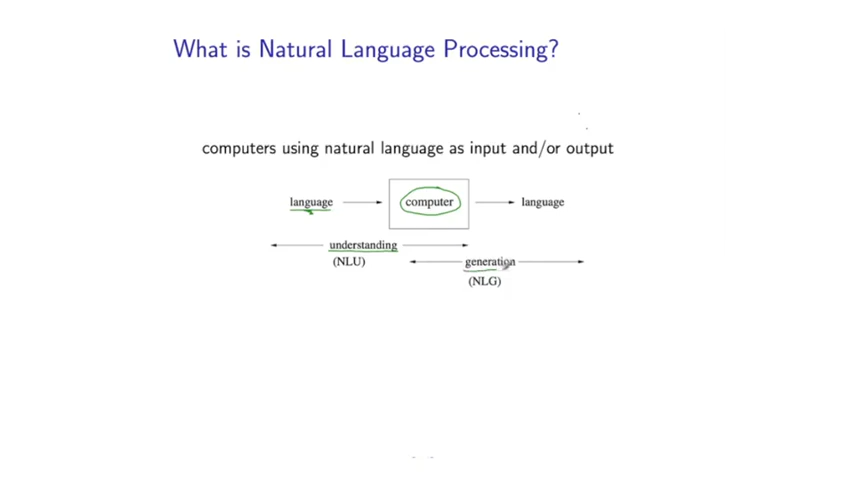 What is Natural Language Processing?
computers using natural language as input and/or output
language computer language
understanding
(NLU)
generation
(NLG)